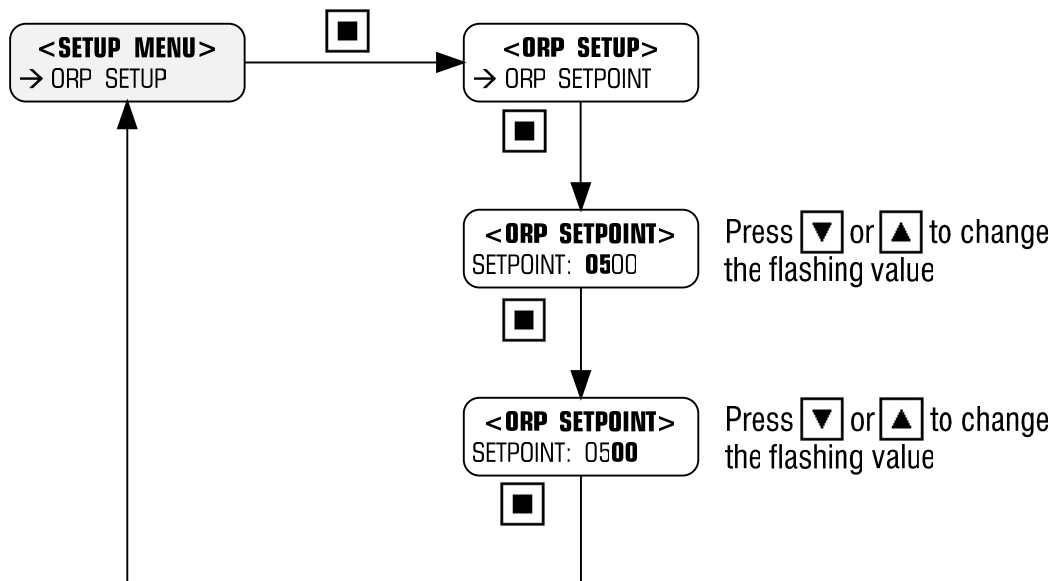 <SETUP MENU>
→ ORP SETUP
<ORP SETUP>
→ ORP SETPOINT
<ORP SETPOINT>
SETPOINT: 0500
Press ▼ or ▲ to change
the flashing value
<ORP SETPOINT>
SETPOINT: 0500
Press ▼ or ▲ to change
the flashing value